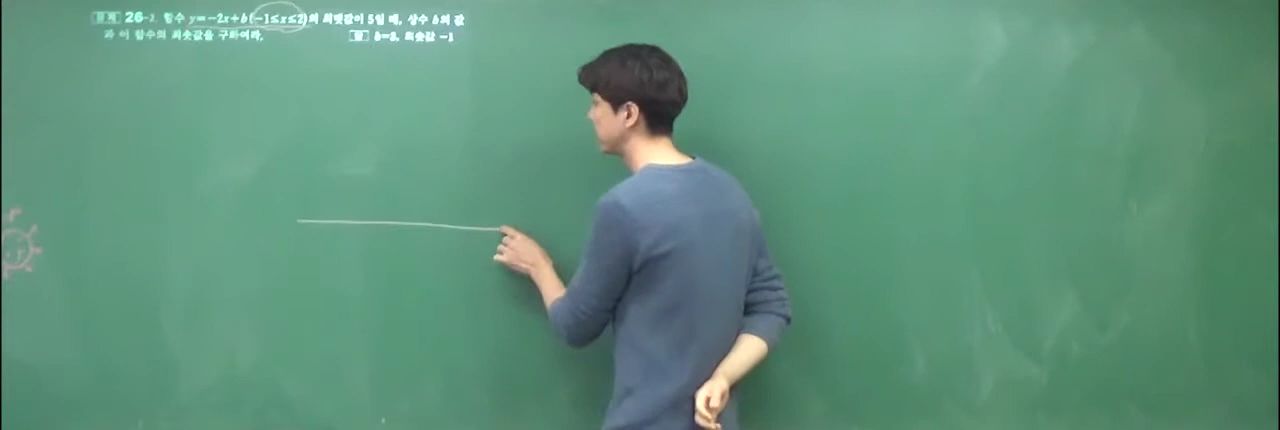 유제 26-2. 함수 y=-2x+b(-1≤x≤2)의 최댓값이 5일 때, 상수 b의 값
과 이 함수의 최솟값을 구하여라. 답 b=3, 최솟값 -1